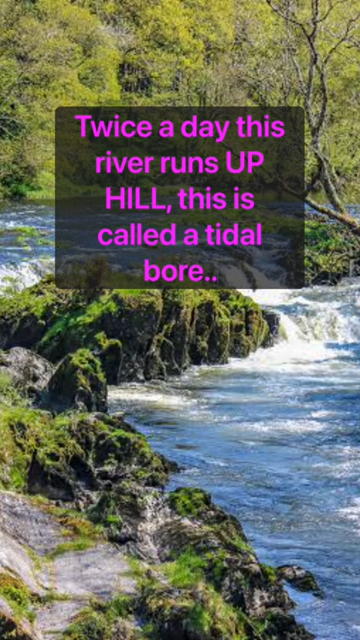 Twice a day this
river runs UP
HILL, this is
called a tidal
bore..